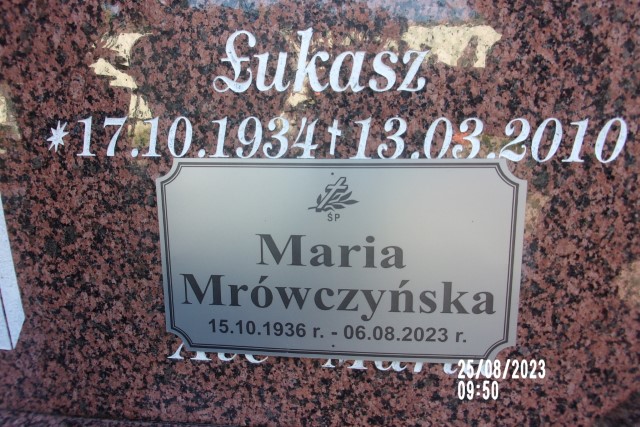 Łukasz
*17.10.1934 † 13.03.2010
ŚP
Maria
Mrówczyńska
15.10.1936 r. - 06.08.2023 r.
25/08/2023
09:50